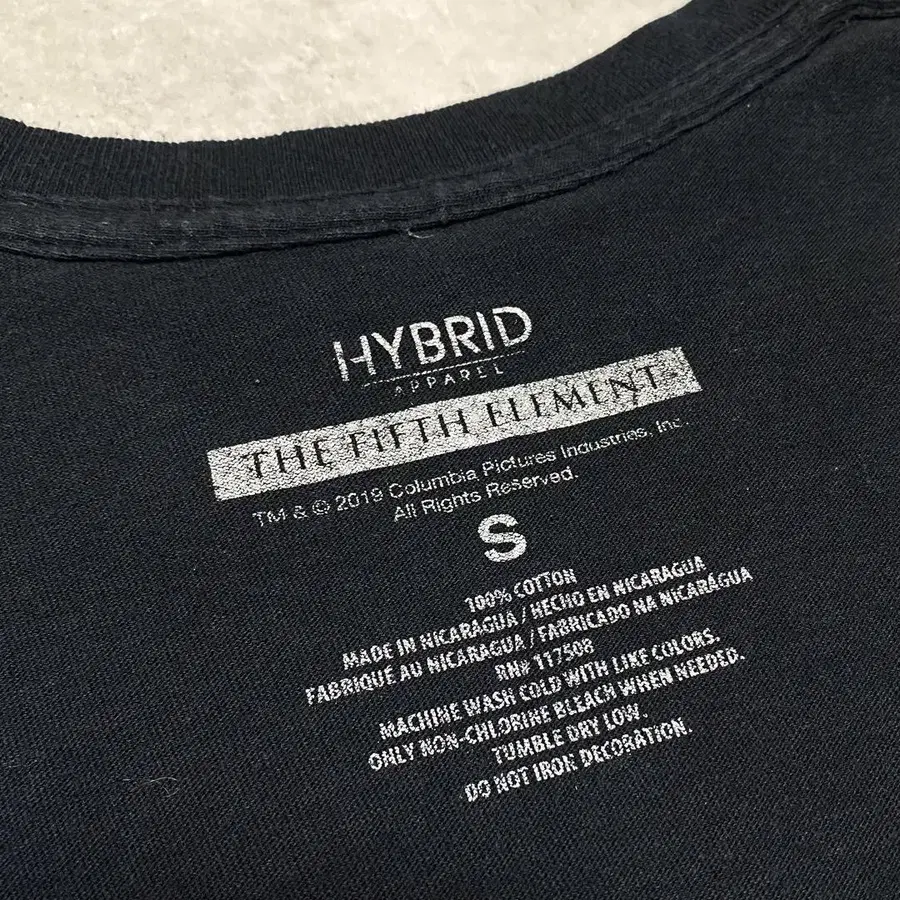 HYBRID
APPAREL
THE FIFTH ELEMENT
TM & © 2019 Columbia Pictures Industries, Inc.
All Rights Reserved.
S
100% COTTON
MADE IN NICARAGUA / HECHO EN NICARAGUA
FABRIQUÉ AU NICARAGUA / FABRICADO NA NICARÁGUA
RN# 117508
MACHINE WASH COLD WITH LIKE COLORS.
ONLY NON-CHLORINE BLEACH WHEN NEEDED.
TUMBLE DRY LOW.
DO NOT IRON DECORATION.